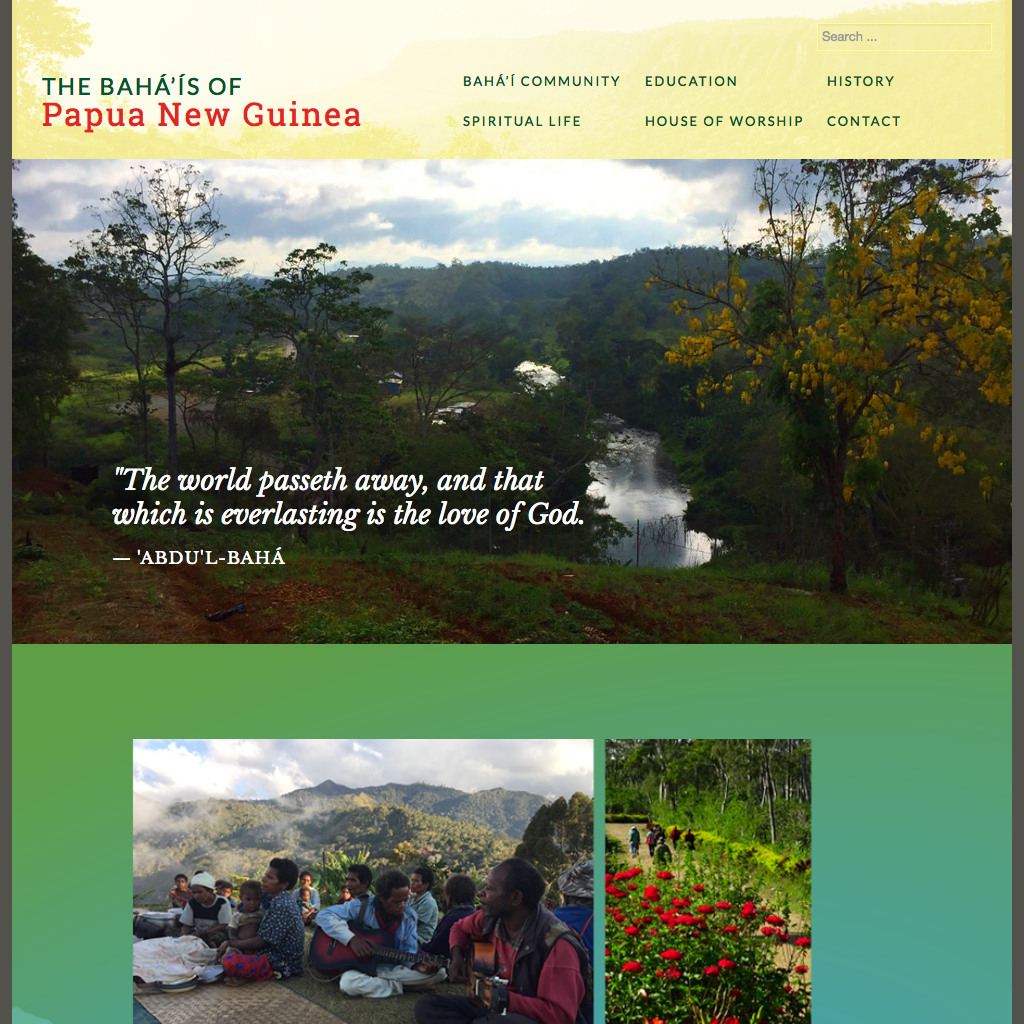 Search ...
THE BAHÁ’ÍS OF
Papua New Guinea
BAHÁ’Í COMMUNITY
EDUCATION
HISTORY
SPIRITUAL LIFE
HOUSE OF WORSHIP
CONTACT
"The world passeth away, and that
which is everlasting is the love of God.
— 'ABDU'L-BAHÁ